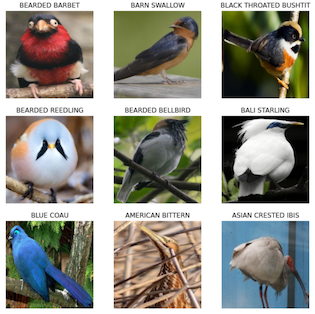 BEARDED BARBET
BARN SWALLOW
BLACK THROATED BUSHTIT
BEARDED REEDLING
BEARDED BELLBIRD
BALI STARLING
BLUE COAU
AMERICAN BITTERN
ASIAN CRESTED IBIS